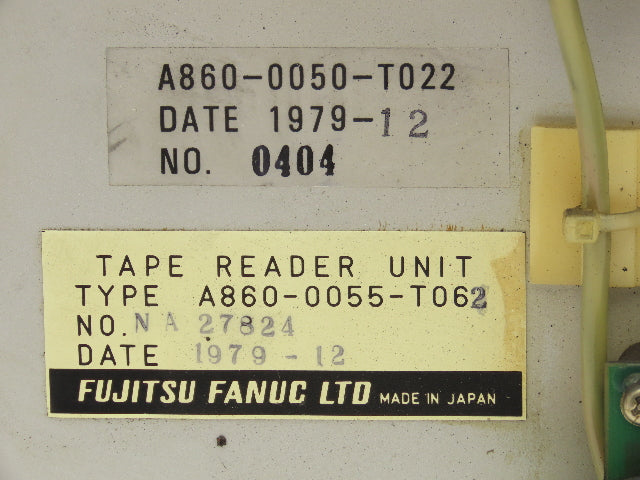 A860-0050-T022
DATE 1979-12
NO. 0404
TAPE READER UNIT
TYPE A860-0055-T062
NO. NA 27824
DATE 1979-12
FUJITSU FANUC LTD MADE IN JAPAN